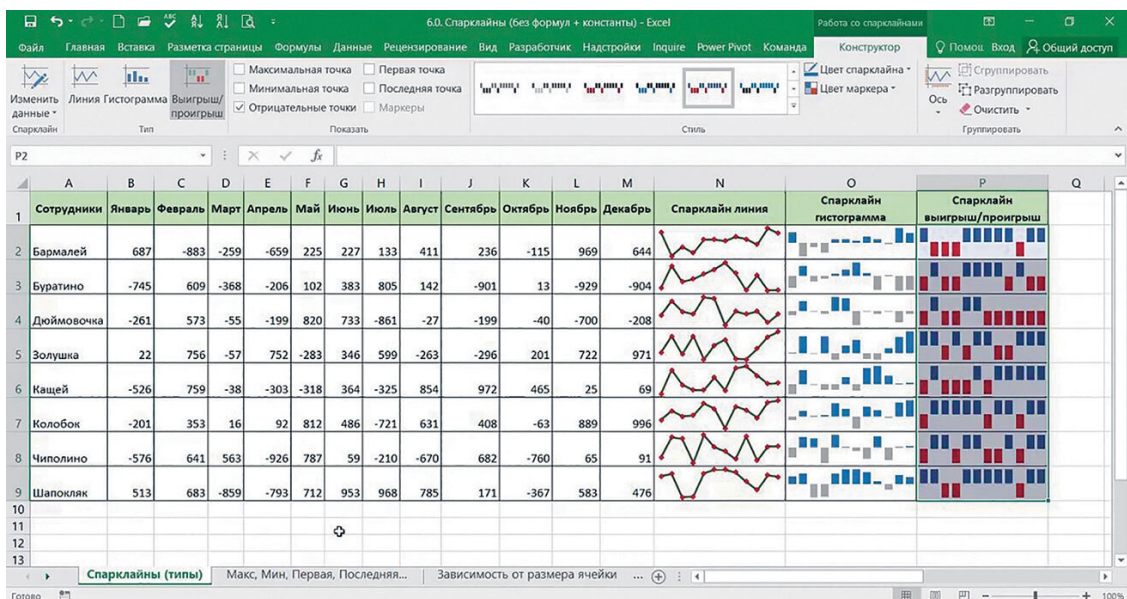 6.0. Спарклайны (без формул + константы) - Excel
Работа со спарклайнами
Файл Главная Вставка Разметка страницы Формулы Данные Рецензирование Вид Разработчик Надстройки Inquire Power Pivot Команда Конструктор Помощ Вход Общий доступ
Изменить данные
Линия Гистограмма Выигрыш/проигрыш
Максимальная точка Первая точка
Минимальная точка Последняя точка
Отрицательные точки Маркеры
Цвет спарклайна
Цвет маркера
Ось
Сгруппировать
Разгруппировать
Очистить
Спарклайн Тип Показать Стиль Группировать
P2 fx
A B C D E F G H I J K L M N O P Q
1 Сотрудники Январь Февраль Март Апрель Май Июнь Июль Август Сентябрь Октябрь Ноябрь Декабрь Спарклайн линия Спарклайн гистограмма Спарклайн выигрыш/проигрыш
2 Бармалей 687 -883 -259 -659 225 227 133 411 236 -115 969 644
3 Буратино -745 609 -368 -206 102 383 805 142 -901 13 -929 -904
4 Дюймовочка -261 573 -55 -199 820 733 -861 -27 -199 -40 -700 -208
5 Золушка 22 756 -57 752 -283 346 599 -263 -296 201 722 971
6 Кащей -526 759 -38 -303 -318 364 -325 854 972 465 25 69
7 Колобок -201 353 16 92 812 486 -721 631 408 -63 889 996
8 Чиполино -576 641 563 -926 787 59 -210 -670 682 -760 65 91
9 Шапокляк 513 683 -859 -793 712 953 968 785 171 -367 583 476
10
11
12
13
Спарклайны (типы) Макс, Мин, Первая, Последняя... Зависимость от размера ячейки ...
Готово 100%